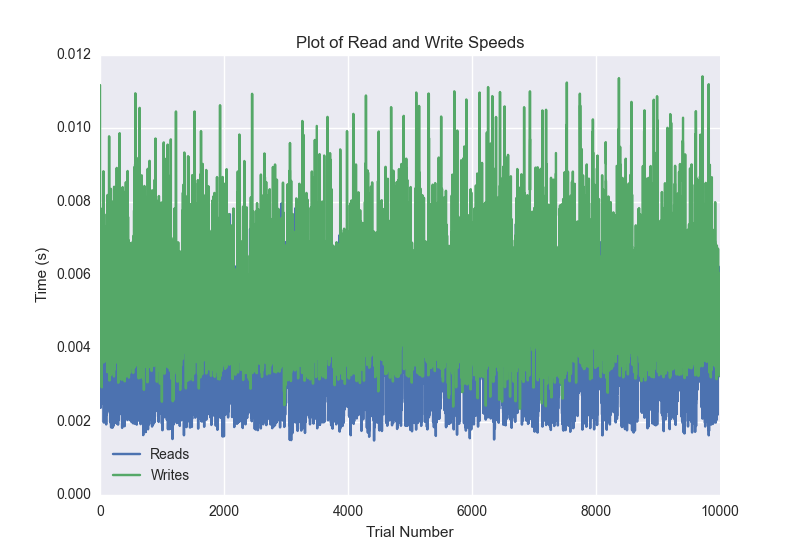 Plot of Read and Write Speeds
Time (s)
0.012
0.010
0.008
0.006
0.004
0.002
0.000
Reads
Writes
0 2000 4000 6000 8000 10000
Trial Number